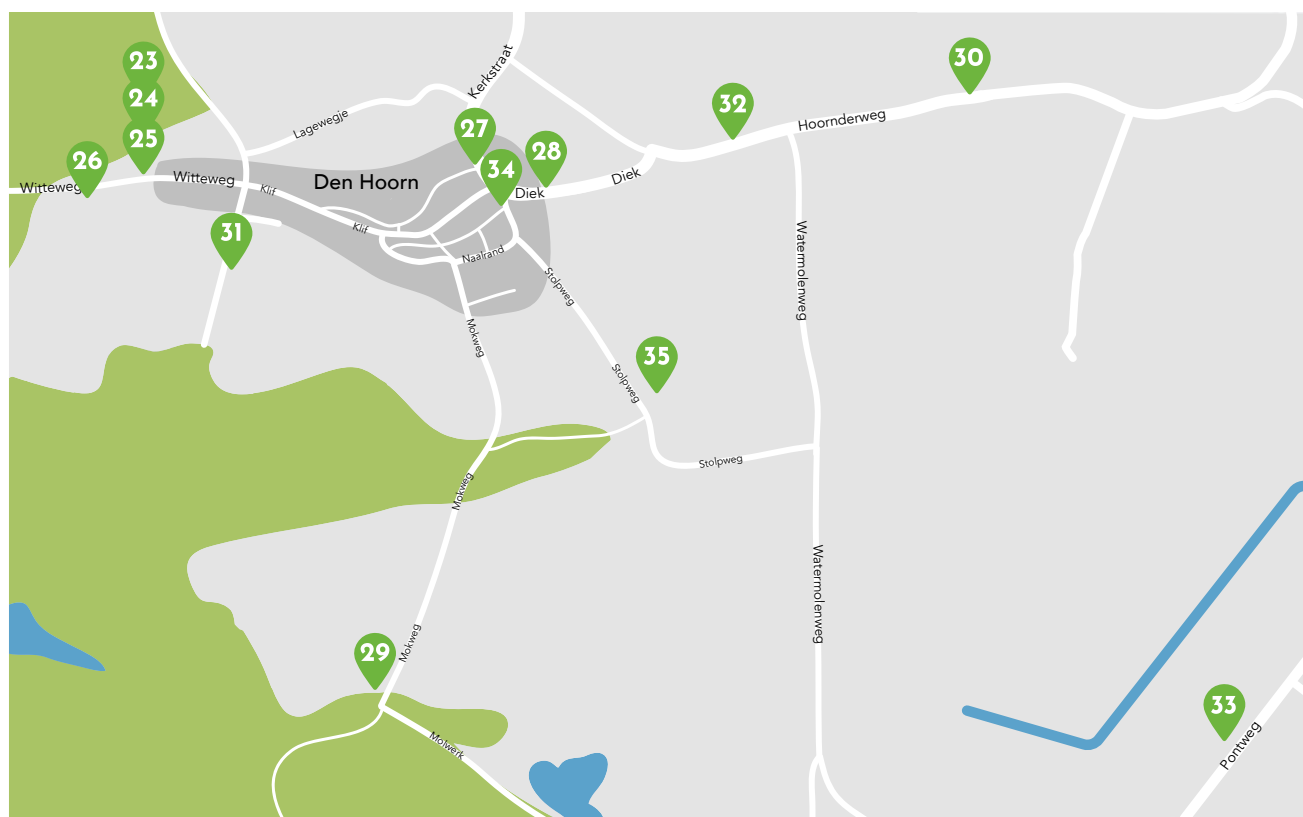 23
24
25
26
27
34
28
32
30
31
35
29
33
Kerkstraat
Lagewegje
Hoornderweg
Witteweg
Witteweg
Den Hoorn
Klif
Klif
Diek
Diek
Naalrand
Stolpweg
Stolpweg
Stolpweg
Watermolenweg
Watermolenweg
Mokweg
Mokweg
Mokweg
Molwerk
Pontweg